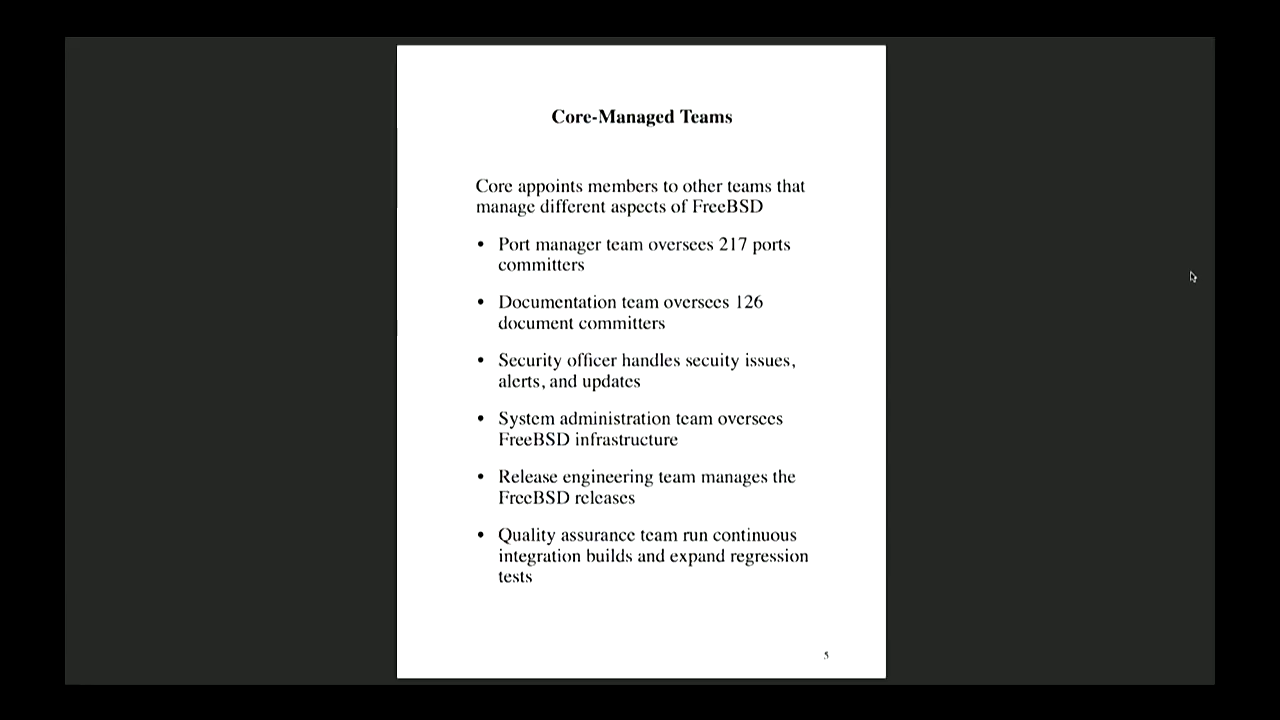 Core-Managed Teams
Core appoints members to other teams that
manage different aspects of FreeBSD
• Port manager team oversees 217 ports
committers
• Documentation team oversees 126
document committers
• Security officer handles secuity issues,
alerts, and updates
• System administration team oversees
FreeBSD infrastructure
• Release engineering team manages the
FreeBSD releases
• Quality assurance team run continuous
integration builds and expand regression
tests
5